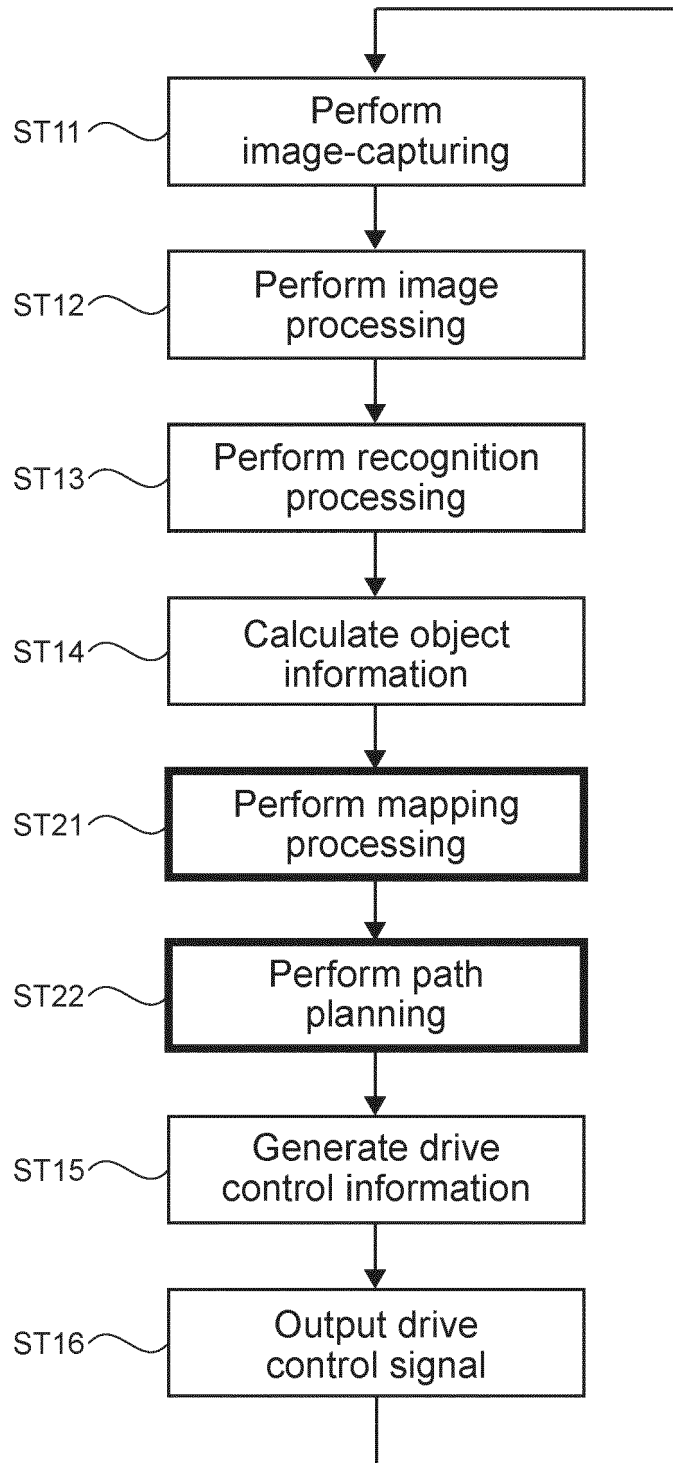 ST11
Perform
image-capturing
ST12
Perform image
processing
ST13
Perform recognition
processing
ST14
Calculate object
information
ST21
Perform mapping
processing
ST22
Perform path
planning
ST15
Generate drive
control information
ST16
Output drive
control signal